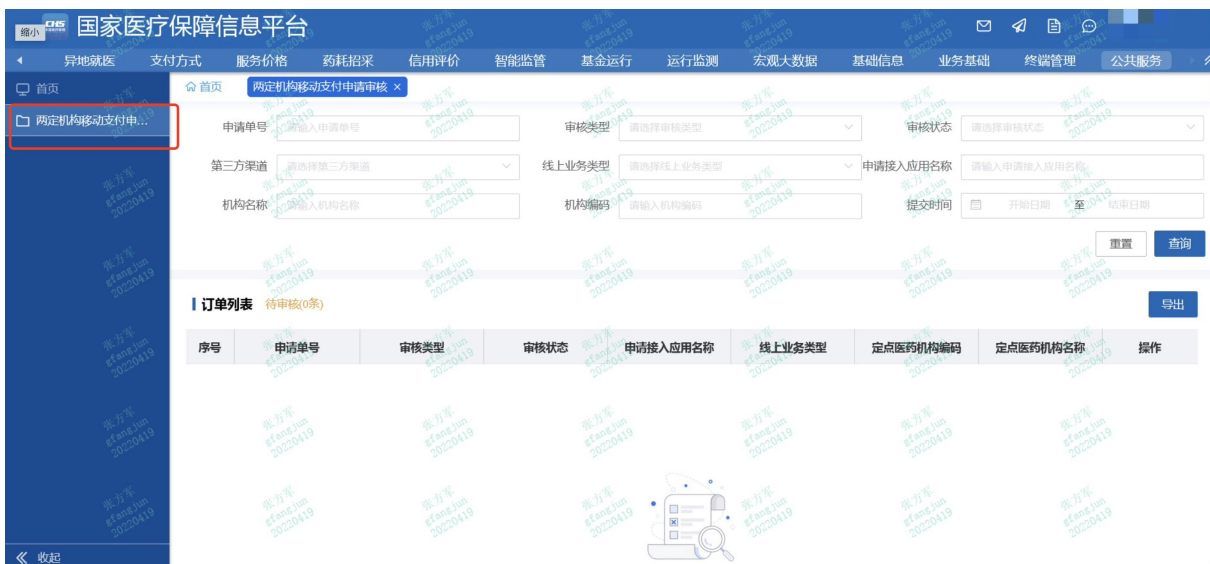 缩小 CHS 国家医疗保障信息平台
异地就医 支付方式 服务价格 药耗招采 信用评价 智能监管 基金运行 运行监测 宏观大数据 基础信息 业务基础 终端管理 公共服务
首页
首页 两定机构移动支付申请审核 ×
两定机构移动支付申...
申请单号 请输入申请单号 审核类型 请选择审核类型 审核状态 请选择审核状态
第三方渠道 请选择第三方渠道 线上业务类型 请选择线上业务类型 申请接入应用名称 请输入申请接入应用名称
机构名称 请输入机构名称 机构编码 请输入机构编码 提交时间 开始日期 至 结束日期
重置 查询
订单列表 待审核(0条) 导出
序号 申请单号 审核类型 审核状态 申请接入应用名称 线上业务类型 定点医药机构编码 定点医药机构名称 操作
收起
张方军
20220419